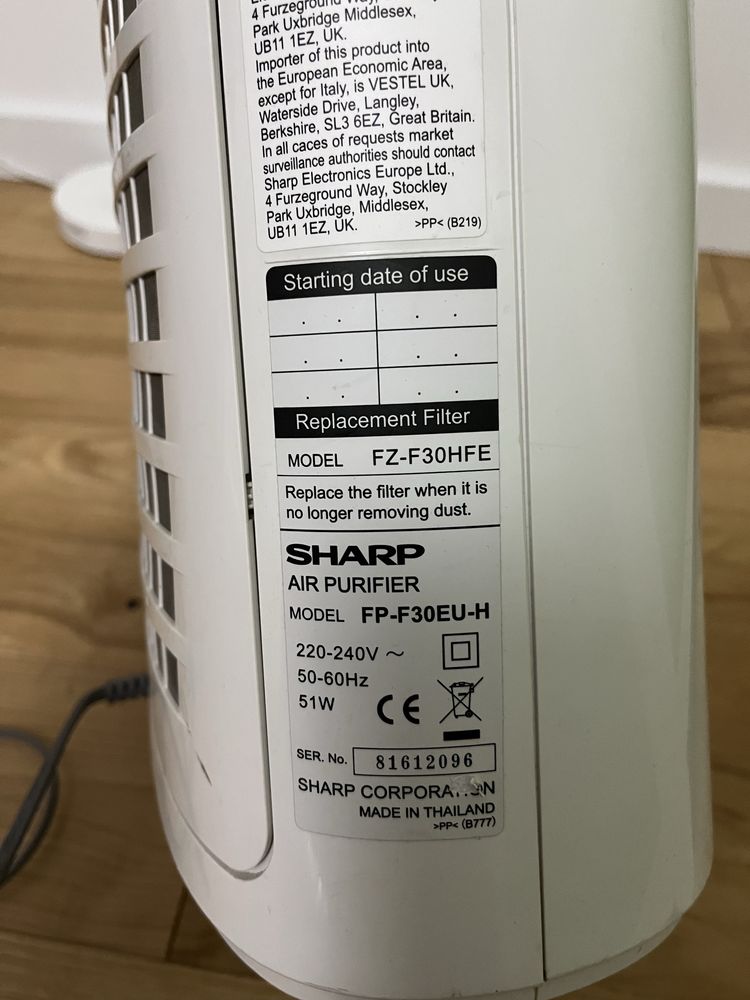 4 Furzeground Way,
Park Uxbridge Middlesex,
UB11 1EZ, UK.
Importer of this product into
the European Economic Area,
except for Italy, is VESTEL UK,
Waterside Drive, Langley,
Berkshire, SL3 6EZ, Great Britain.
In all caces of requests market
surveillance authorities should contact
Sharp Electronics Europe Ltd.,
4 Furzeground Way, Stockley
Park Uxbridge, Middlesex,
UB11 1EZ, UK. >PP< (B219)
Starting date of use
. . . .
. . . .
. . . .
Replacement Filter
MODEL FZ-F30HFE
Replace the filter when it is
no longer removing dust.
SHARP
AIR PURIFIER
MODEL FP-F30EU-H
220-240V ~
50-60Hz
51W CE
SER. No. 81612096
SHARP
MADE IN THAILAND
>PP< (B777)